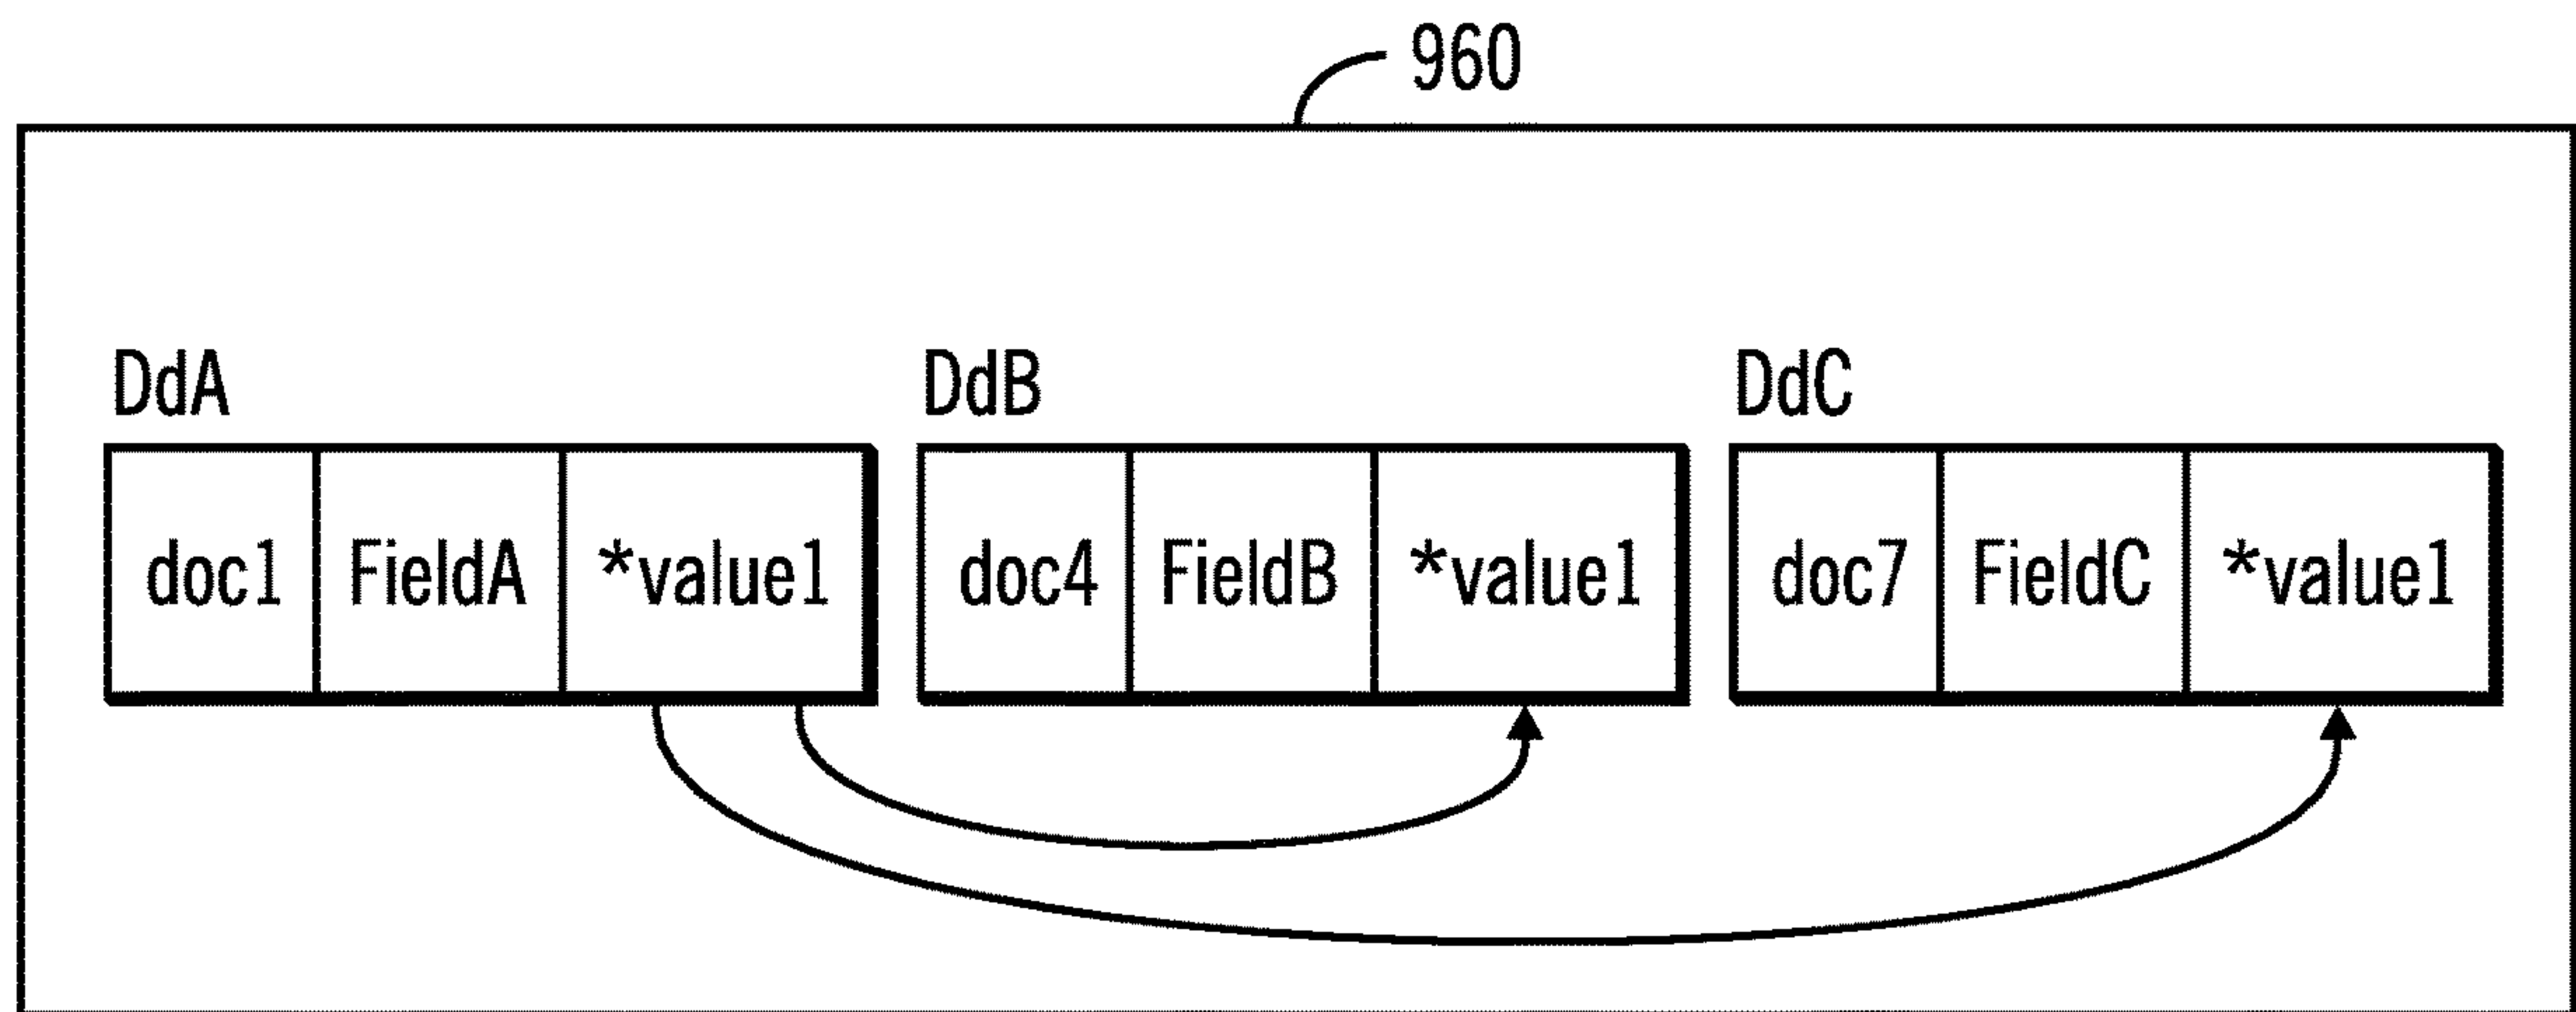 960
DdA DdB DdC
doc1 FieldA *value1 doc4 FieldB *value1 doc7 FieldC *value1